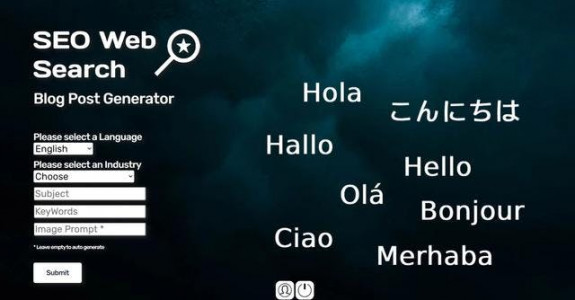 SEO Web
Search
Blog Post Generator
Please select a Language
English
Please select an Industry
Choose
Subject
KeyWords
Image Prompt *
* Leave empty to auto generate
Submit
Hola
こんにちは
Hallo
Hello
Olá
Bonjour
Ciao
Merhaba